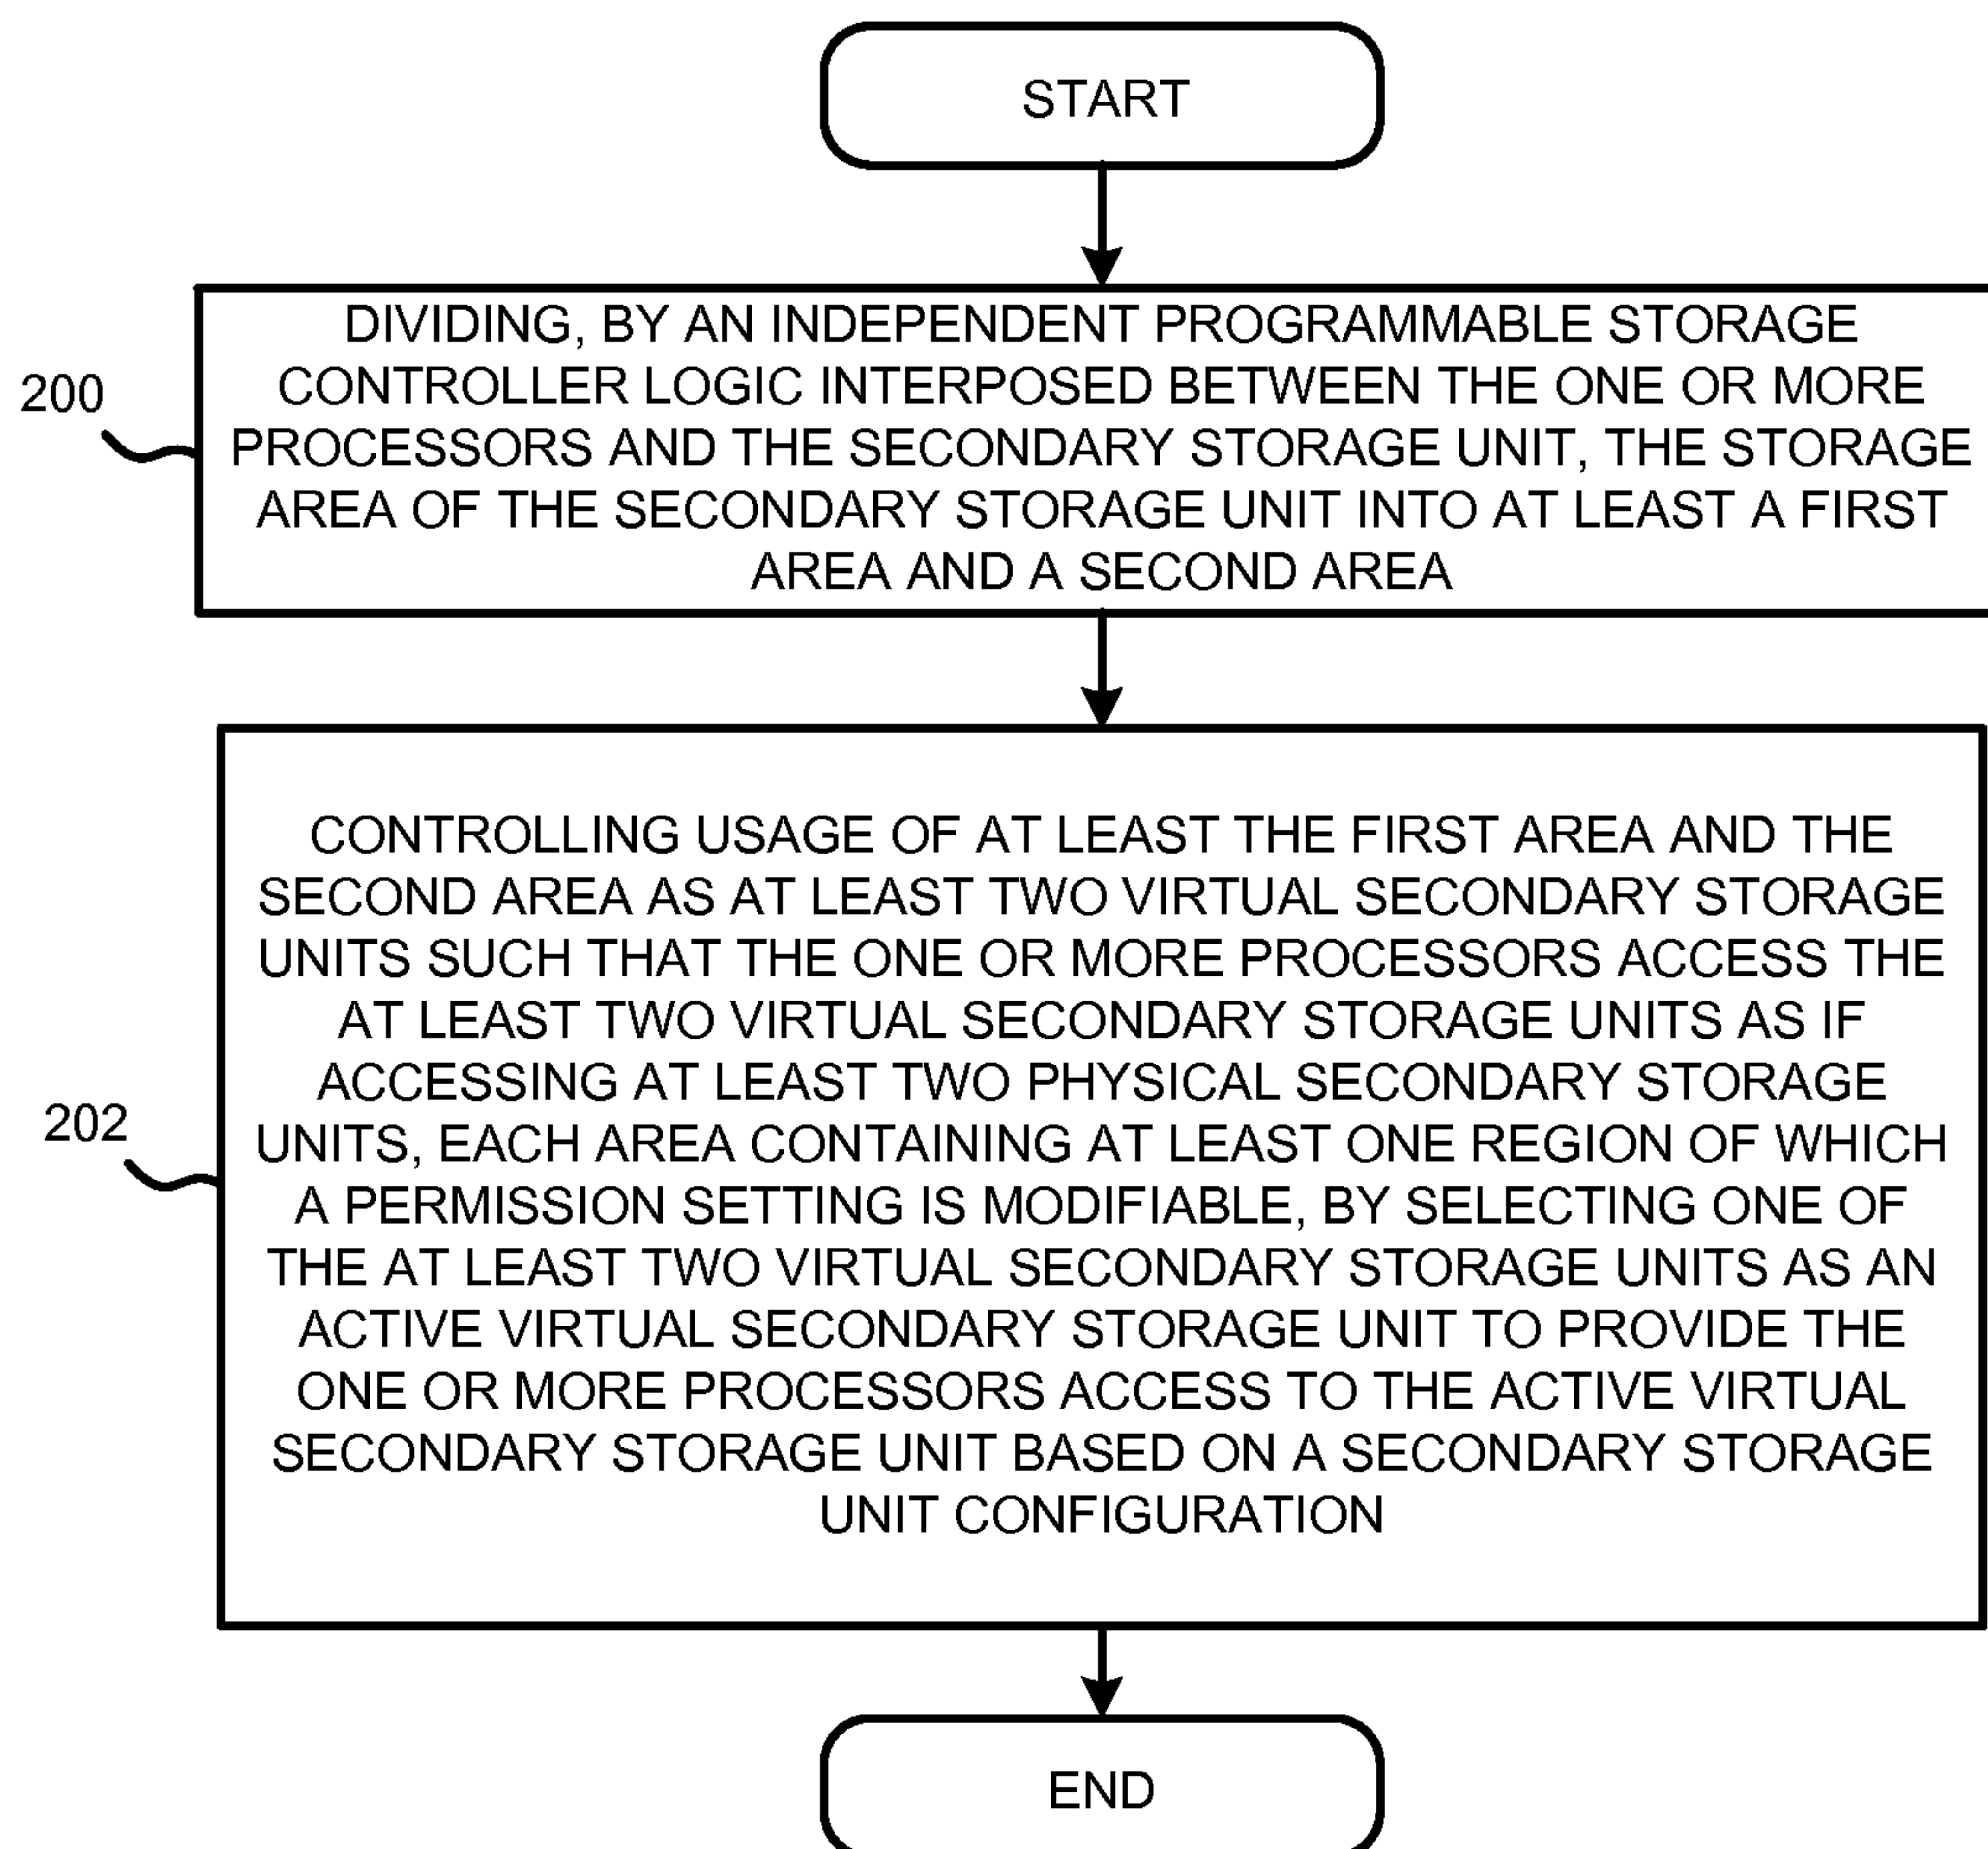 START
200
DIVIDING, BY AN INDEPENDENT PROGRAMMABLE STORAGE
CONTROLLER LOGIC INTERPOSED BETWEEN THE ONE OR MORE
PROCESSORS AND THE SECONDARY STORAGE UNIT, THE STORAGE
AREA OF THE SECONDARY STORAGE UNIT INTO AT LEAST A FIRST
AREA AND A SECOND AREA
202
CONTROLLING USAGE OF AT LEAST THE FIRST AREA AND THE
SECOND AREA AS AT LEAST TWO VIRTUAL SECONDARY STORAGE
UNITS SUCH THAT THE ONE OR MORE PROCESSORS ACCESS THE
AT LEAST TWO VIRTUAL SECONDARY STORAGE UNITS AS IF
ACCESSING AT LEAST TWO PHYSICAL SECONDARY STORAGE
UNITS, EACH AREA CONTAINING AT LEAST ONE REGION OF WHICH
A PERMISSION SETTING IS MODIFIABLE, BY SELECTING ONE OF
THE AT LEAST TWO VIRTUAL SECONDARY STORAGE UNITS AS AN
ACTIVE VIRTUAL SECONDARY STORAGE UNIT TO PROVIDE THE
ONE OR MORE PROCESSORS ACCESS TO THE ACTIVE VIRTUAL
SECONDARY STORAGE UNIT BASED ON A SECONDARY STORAGE
UNIT CONFIGURATION
END